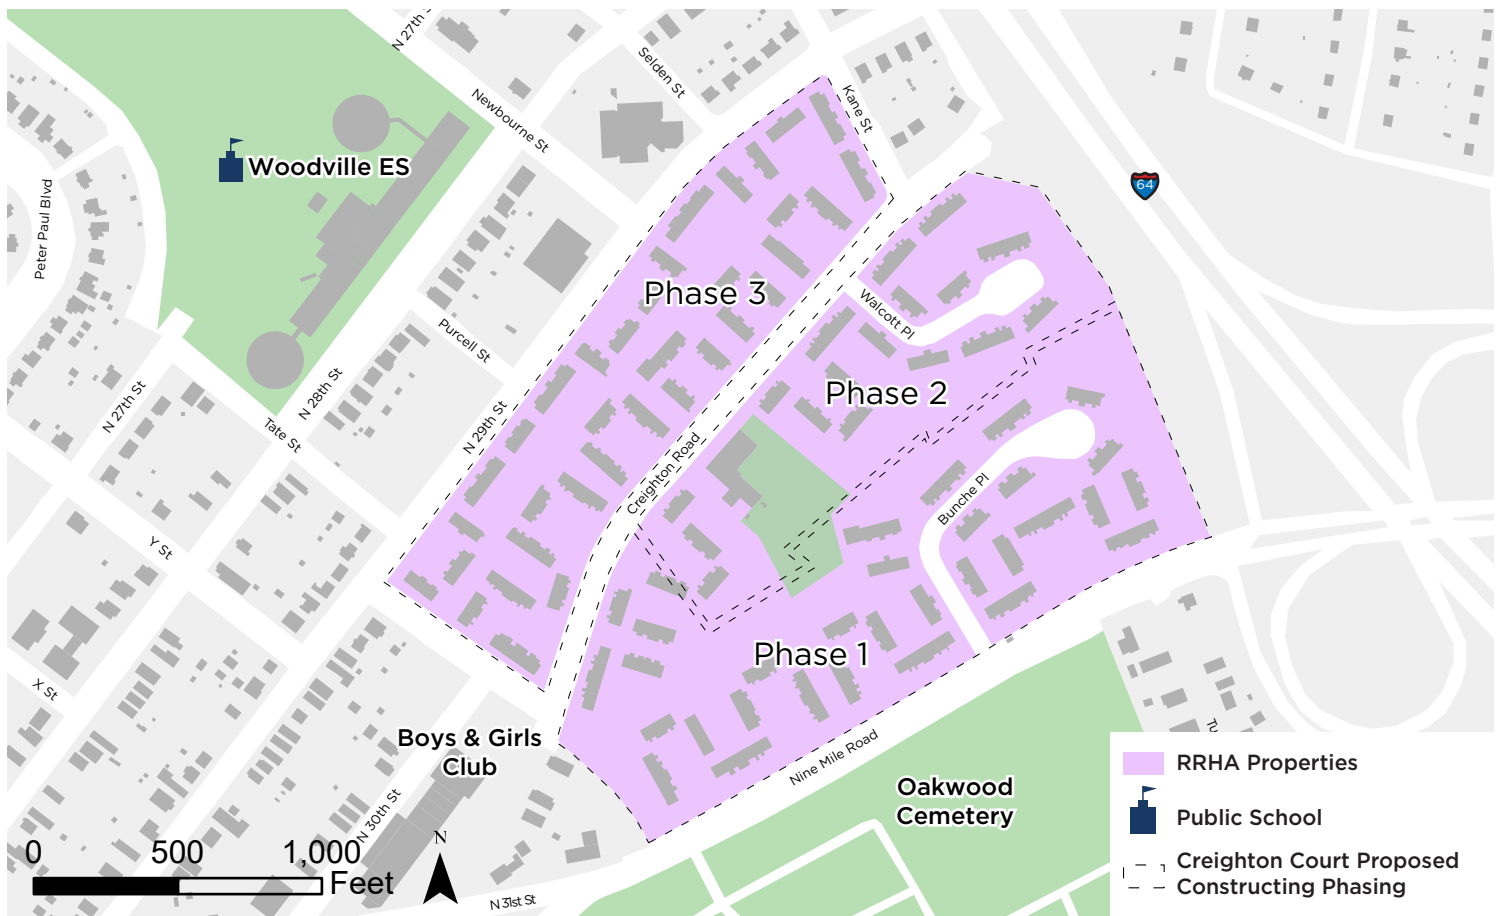 N 27th S
Selden St
Newbourne St
Kane St
Woodville ES
64
Peter Paul Blvd
Phase 3
Walcott Pl
Purcell St
N 27th St
N 28th St
Tate St
N 29th St
Phase 2
Creighton Road
Bunche Pl
Y St
Phase 1
X St
Boys & Girls
Club
Nine Mile Road
Oakwood
Cemetery
Tu
N 30th St
N 31st St
N
0 500 1,000
Feet
RRHA Properties
Public School
Creighton Court Proposed
Constructing Phasing